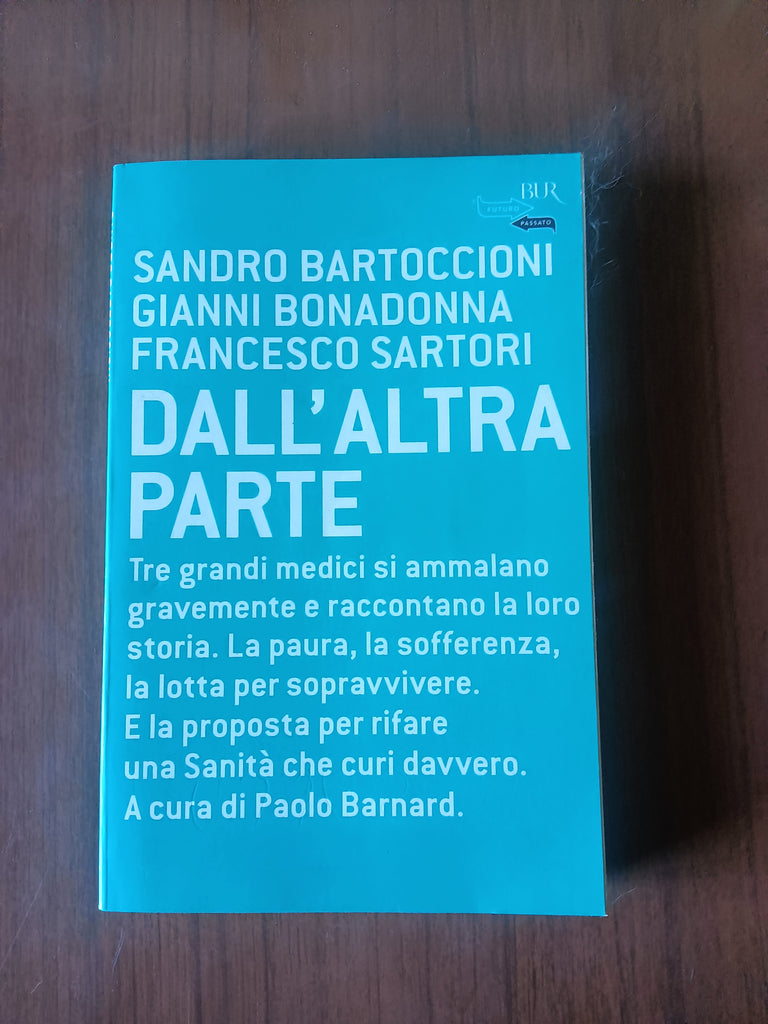 BUR
FUTURO
PASSATO
SANDRO BARTOCCIONI
GIANNI BONADONNA
FRANCESCO SARTORI
DALL'ALTRA
PARTE
Tre grandi medici si ammalano
gravemente e raccontano la loro
storia. La paura, la sofferenza,
la lotta per sopravvivere.
E la proposta per rifare
una Sanità che curi davvero.
A cura di Paolo Barnard.